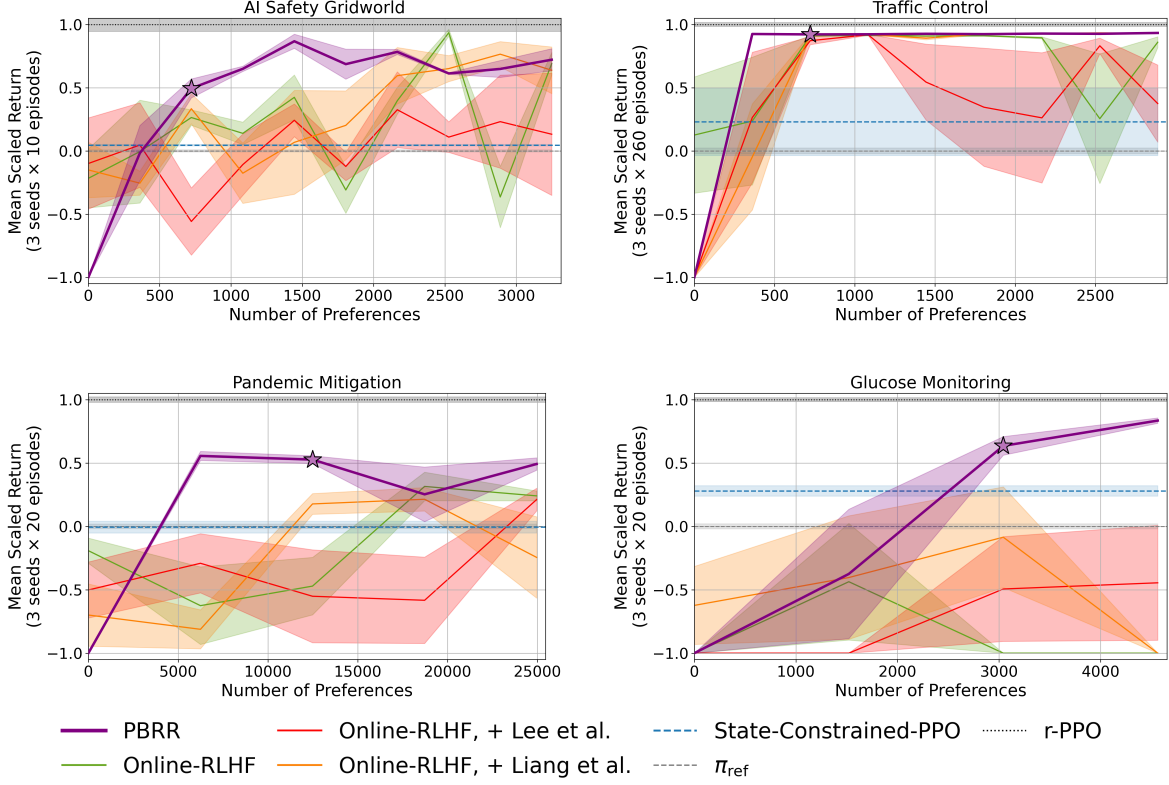 AI Safety Gridworld
Mean Scaled Return
(3 seeds × 10 episodes)
1.0
0.5
0.0
−0.5
−1.0
0 500 1000 1500 2000 2500 3000
Number of Preferences
Traffic Control
Mean Scaled Return
(3 seeds × 260 episodes)
1.0
0.5
0.0
−0.5
−1.0
0 500 1000 1500 2000 2500
Number of Preferences
Pandemic Mitigation
Mean Scaled Return
(3 seeds × 20 episodes)
1.0
0.5
0.0
−0.5
−1.0
0 5000 10000 15000 20000 25000
Number of Preferences
Glucose Monitoring
Mean Scaled Return
(3 seeds × 20 episodes)
1.0
0.5
0.0
−0.5
−1.0
0 1000 2000 3000 4000
Number of Preferences
PBRR Online-RLHF, + Lee et al. State-Constrained-PPO r-PPO
Online-RLHF Online-RLHF, + Liang et al. π_ref